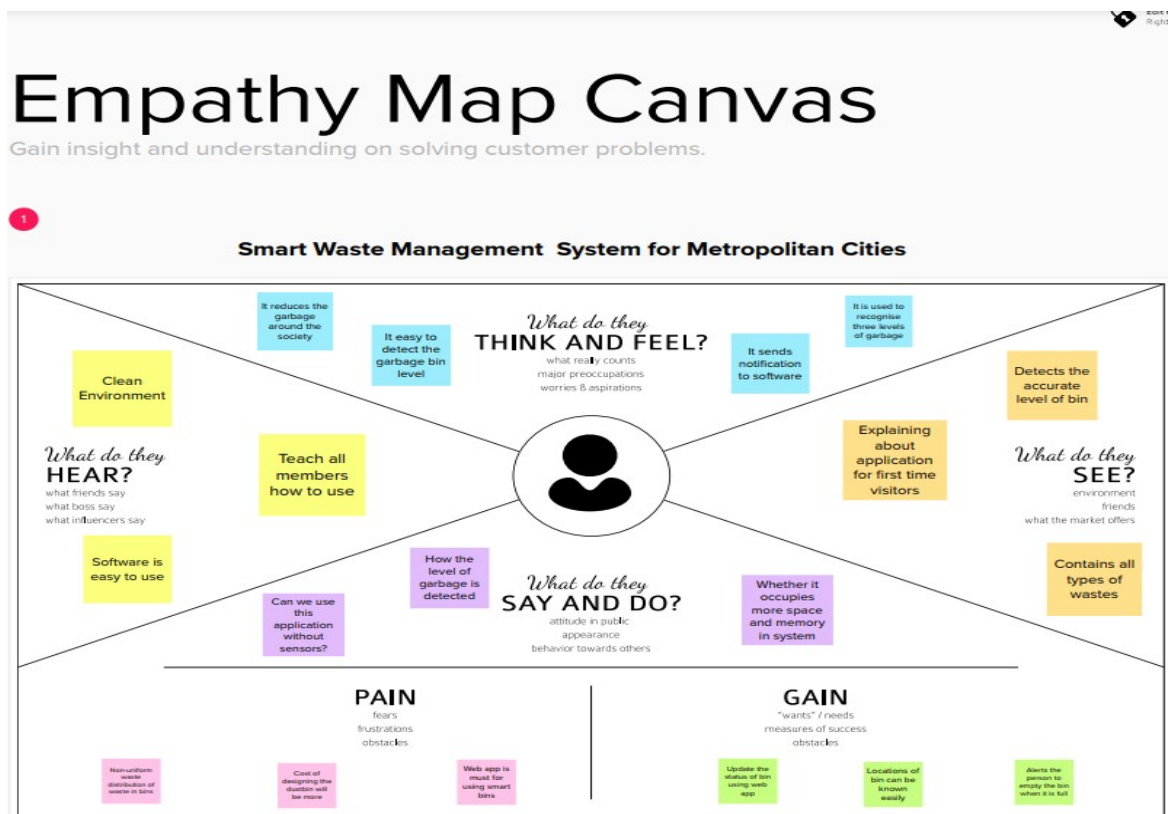 Edit
Right
Empathy Map Canvas
Gain insight and understanding on solving customer problems.
1
Smart Waste Management System for Metropolitan Cities
It reduces the
garbage
around the
society
It easy to
detect the
garbage bin
level
What do they
THINK AND FEEL?
what really counts
major preoccupations
worries & aspirations
It sends
notification
to software
It is used to
recognise
three levels
of garbage
Clean
Environment
What do they
HEAR?
what friends say
what boss say
what influencers say
Teach all
members
how to use
Software is
easy to use
Explaining
about
application
for first time
visitors
Detects the
accurate
level of bin
What do they
SEE?
environment
friends
what the market offers
Contains all
types of
wastes
Can we use
this
application
without
sensors?
How the
level of
garbage is
detected
What do they
SAY AND DO?
attitude in public
appearance
behavior towards others
Whether it
occupies
more space
and memory
in system
PAIN
fears
frustrations
obstacles
Non-uniform
waste
distribution of
waste in bins
Cost of
designing the
dustbin will
be more
Web app is
must for
using smart
bins
GAIN
"wants" / needs
measures of success
obstacles
Update the
status of bin
using web
app
Locations of
bin can be
known
easily
Alerts the
person to
empty the bin
when it is full